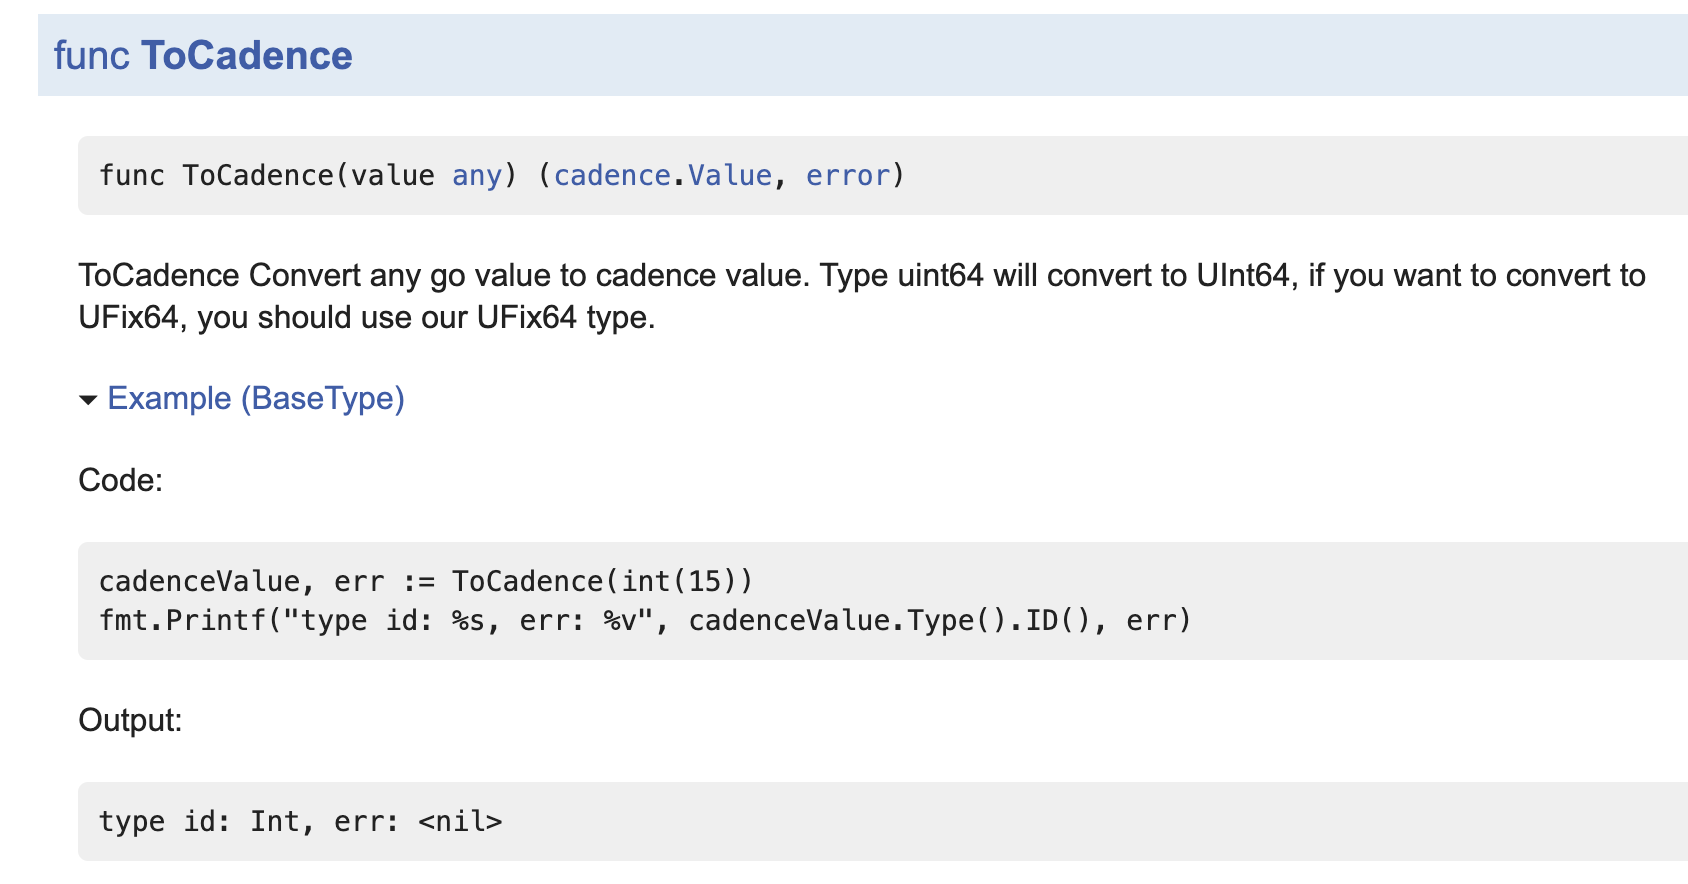 func ToCadence
func ToCadence(value any) (cadence.Value, error)
ToCadence Convert any go value to cadence value. Type uint64 will convert to UInt64, if you want to convert to
UFix64, you should use our UFix64 type.
Example (BaseType)
Code:
cadenceValue, err := ToCadence(int(15))
fmt.Printf("type id: %s, err: %v", cadenceValue.Type().ID(), err)
Output:
type id: Int, err: <nil>